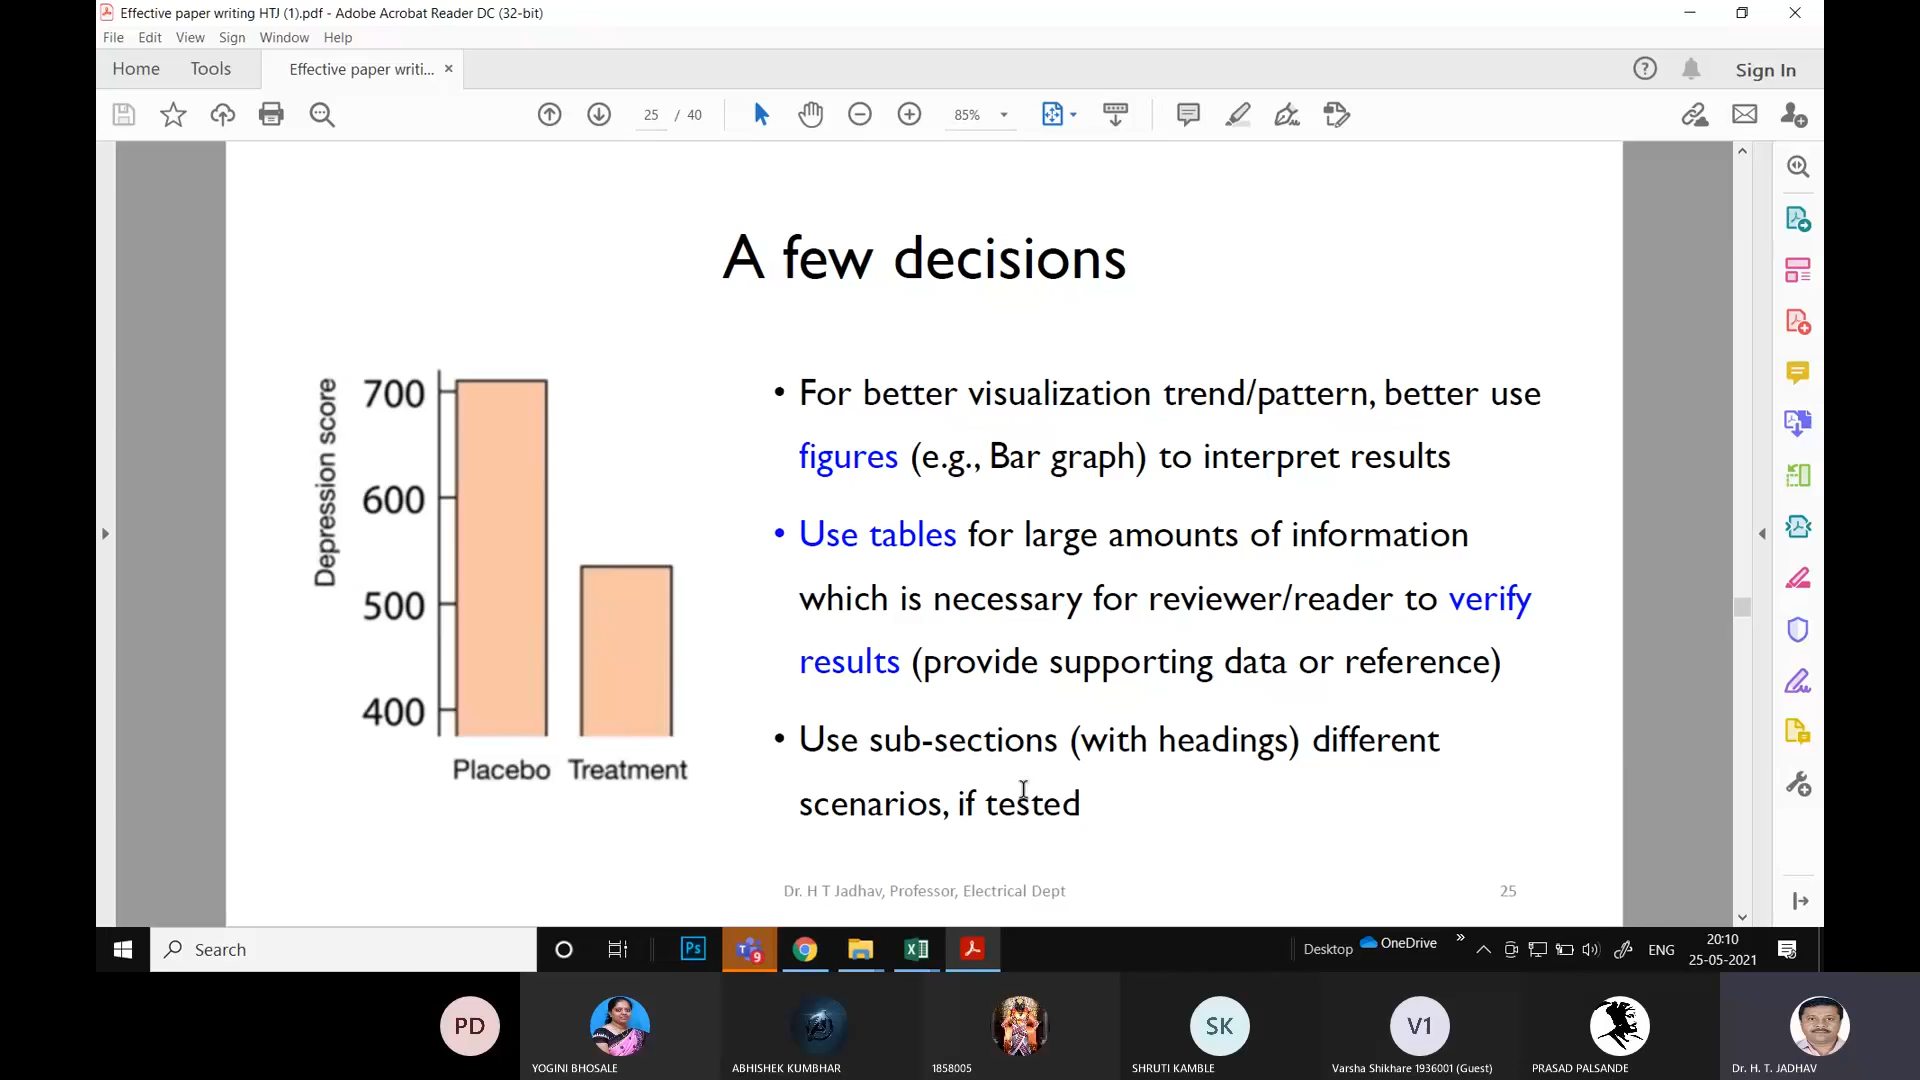 Effective paper writing HTJ (1).pdf - Adobe Acrobat Reader DC (32-bit)
File Edit View Sign Window Help
Home Tools Effective paper writi... × Sign In
25 / 40 85%
A few decisions
Depression score
700
600
500
400
Placebo Treatment
• For better visualization trend/pattern, better use
figures (e.g., Bar graph) to interpret results
• Use tables for large amounts of information
which is necessary for reviewer/reader to verify
results (provide supporting data or reference)
• Use sub-sections (with headings) different
scenarios, if tested
Dr. H T Jadhav, Professor, Electrical Dept 25
Search Ps 9 Desktop OneDrive » ENG 20:10
25-05-2021
PD SK V1
YOGINI BHOSALE ABHISHEK KUMBHAR 1858005 SHRUTI KAMBLE Varsha Shikhare 1936001 (Guest) PRASAD PALSANDE Dr. H. T. JADHAV